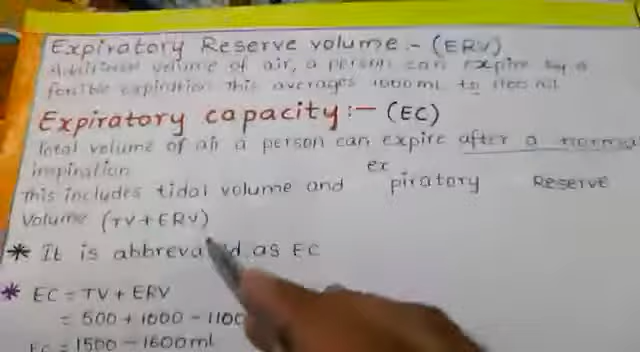 Expiratory Reserve volume :- (ERV)
Additional volume of air, a person can expire by a
forcible expiration this averages 1000 ml to 1100 ml
Expiratory capacity :- (EC)
Total volume of air a person can expire after a norma
inspiration
This includes tidal volume and ex piratory Reserve
Volume (TV+ERV)
* It is abbreva d as EC
* EC = TV + ERV
= 500 + 1000 - 1100
EC = 1500 - 1600 ml